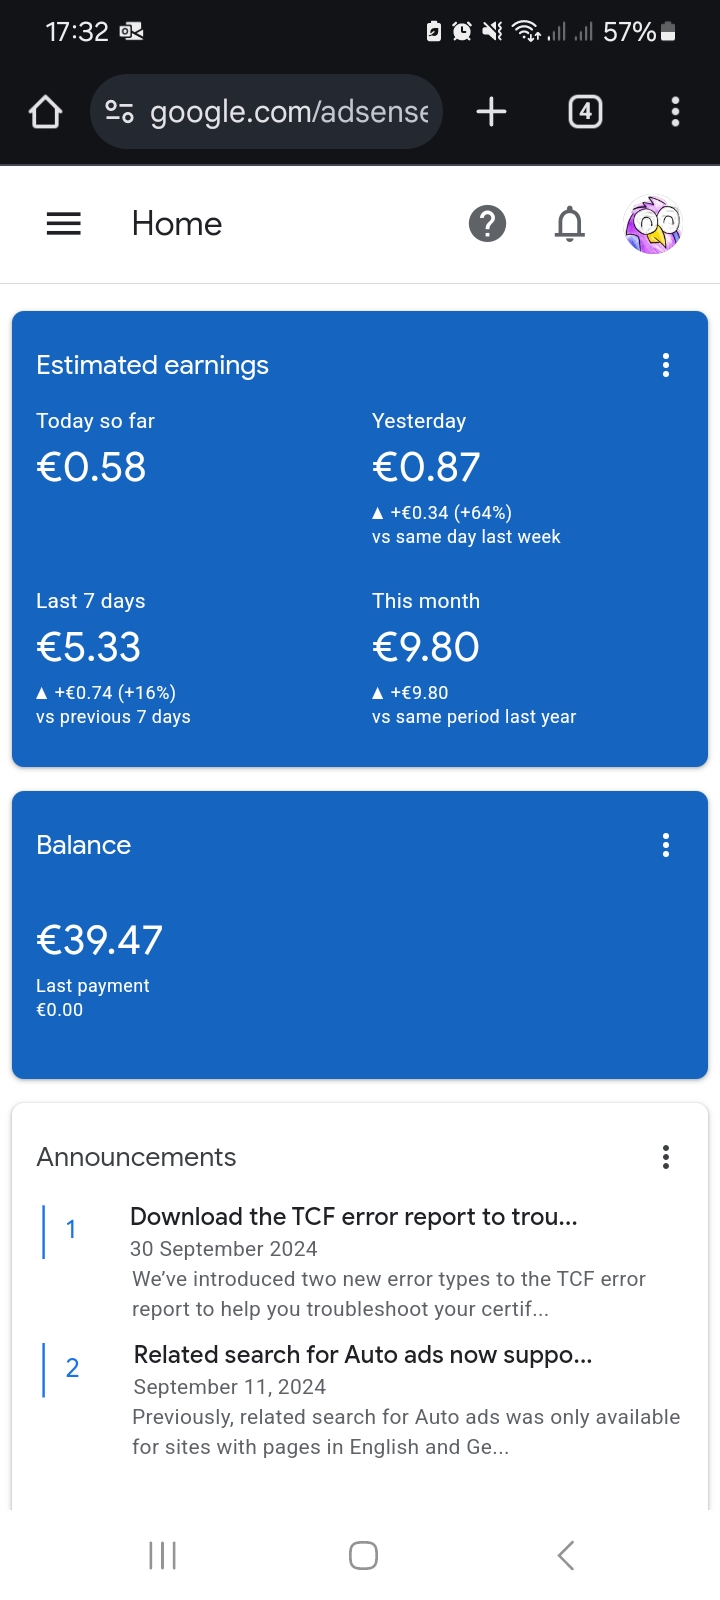 17:32
57%
google.com/adsense
4
Home
Estimated earnings
Today so far
€0.58
Yesterday
€0.87
▲ +€0.34 (+64%)
vs same day last week
Last 7 days
€5.33
▲ +€0.74 (+16%)
vs previous 7 days
This month
€9.80
▲ +€9.80
vs same period last year
Balance
€39.47
Last payment
€0.00
Announcements
1
Download the TCF error report to trou...
30 September 2024
We’ve introduced two new error types to the TCF error
report to help you troubleshoot your certif...
2
Related search for Auto ads now suppo...
September 11, 2024
Previously, related search for Auto ads was only available
for sites with pages in English and Ge...